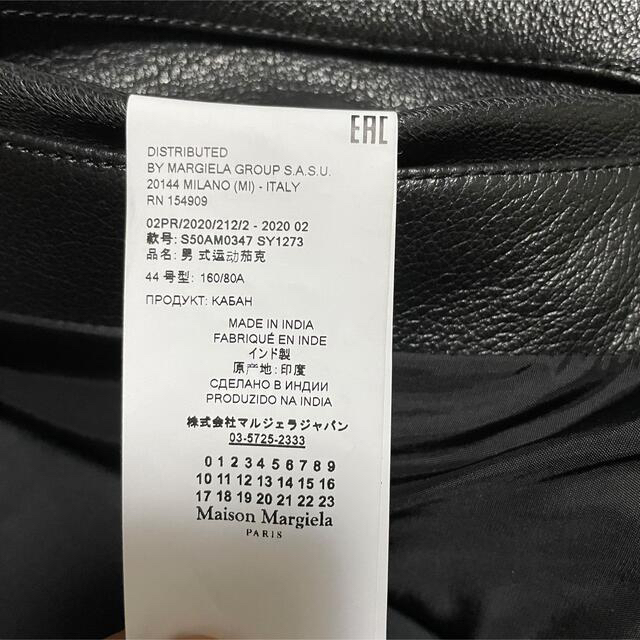 EAC
DISTRIBUTED
BY MARGIELA GROUP S.A.S.U.
20144 MILANO (MI) - ITALY
RN 154909
02PR/2020/212/2 - 2020 02
款号: S50AM0347 SY1273
品名: 男 式运动茄克
44 号型: 160/80A
ПРОДУКТ: КАБАН
MADE IN INDIA
FABRIQUÉ EN INDE
インド製
原产地: 印度
СДЕЛАНО В ИНДИИ
PRODUZIDO NA INDIA
株式会社マルジェラジャパン
03-5725-2333
0 1 2 3 4 5 6 7 8 9
10 11 12 13 14 15 16
17 18 19 20 21 22 23
Maison Margiela
PARIS